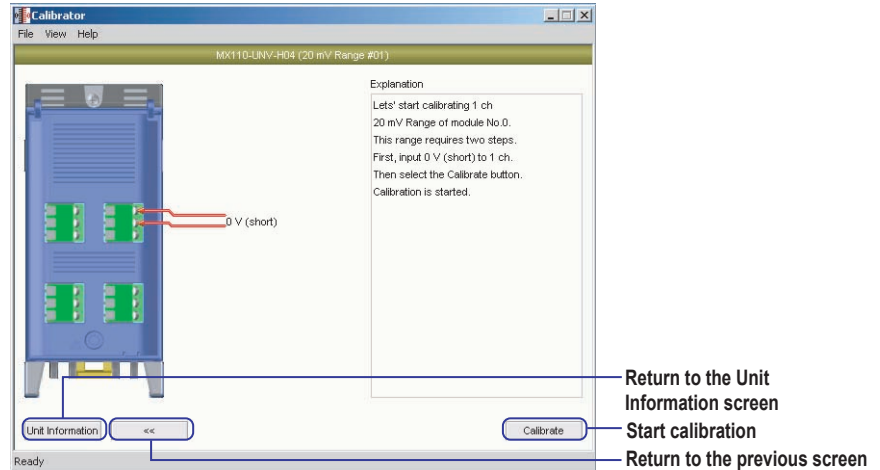 Calibrator
File View Help
MX110-UNV-H04 (20 mV Range #01)
Explanation
Lets' start calibrating 1 ch
20 mV Range of module No.0.
This range requires two steps.
First, input 0 V (short) to 1 ch.
Then select the Calibrate button.
Calibration is started.
0 V (short)
Unit Information
<<
Calibrate
Ready
Return to the Unit
Information screen
Start calibration
Return to the previous screen